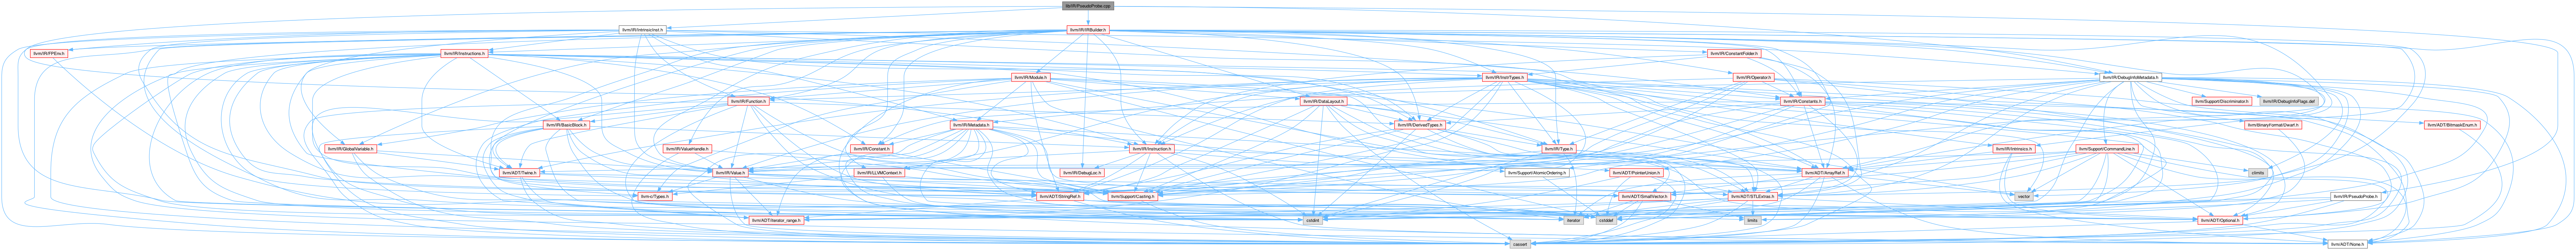 lib/IR/PseudoProbe.cpp
llvm/IR/IntrinsicInst.h
llvm/IR/IRBuilder.h
llvm/IR/FPEnv.h
llvm/IR/Instructions.h
llvm/IR/ConstantFolder.h
llvm/IR/Module.h
llvm/IR/InstrTypes.h
llvm/IR/Operator.h
llvm/IR/DebugInfoMetadata.h
llvm/IR/Function.h
llvm/IR/DataLayout.h
llvm/IR/Constants.h
llvm/Support/Discriminator.h
llvm/IR/DebugInfoFlags.def
llvm/IR/BasicBlock.h
llvm/IR/Metadata.h
llvm/IR/DerivedTypes.h
llvm/BinaryFormat/Dwarf.h
llvm/ADT/BitmaskEnum.h
llvm/IR/GlobalVariable.h
llvm/IR/ValueHandle.h
llvm/IR/Constant.h
llvm/IR/Instruction.h
llvm/IR/Type.h
llvm/IR/Intrinsics.h
llvm/Support/CommandLine.h
llvm/ADT/Twine.h
llvm/IR/Value.h
llvm/IR/LLVMContext.h
llvm/IR/DebugLoc.h
llvm/Support/AtomicOrdering.h
llvm/ADT/PointerUnion.h
llvm/ADT/ArrayRef.h
climits
llvm-c/Types.h
llvm/ADT/StringRef.h
llvm/Support/Casting.h
llvm/ADT/SmallVector.h
llvm/ADT/STLExtras.h
vector
llvm/IR/PseudoProbe.h
llvm/ADT/iterator_range.h
cstdint
iterator
cstddef
limits
llvm/ADT/Optional.h
cassert
llvm/ADT/None.h